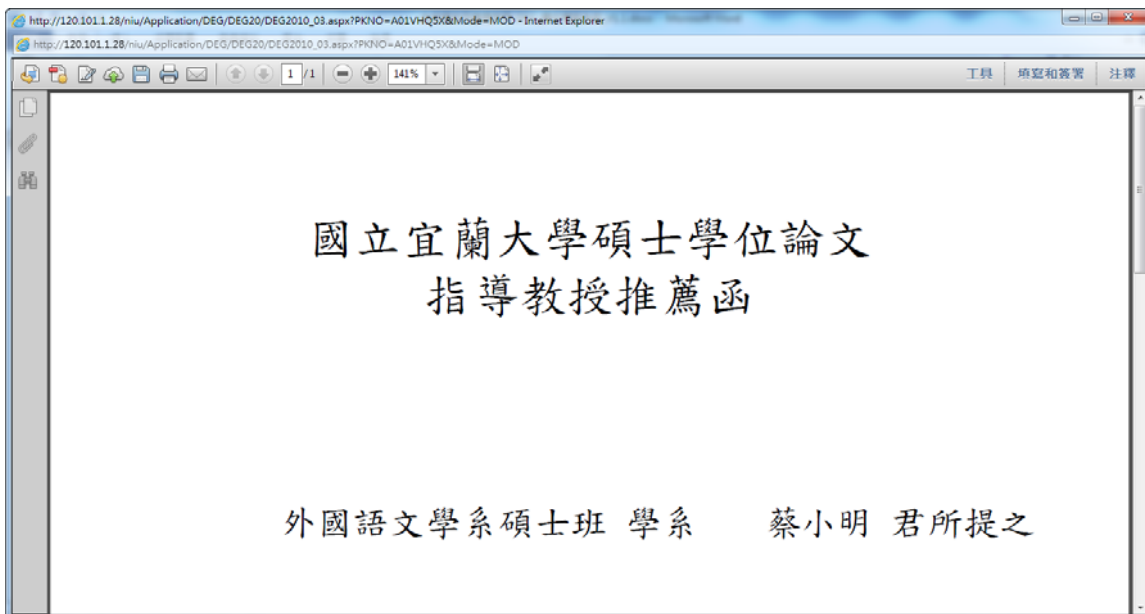 http://120.101.1.28/niu/Application/DEG/DEG20/DEG2010_03.aspx?PKNO=A01VHQ5X&Mode=MOD - Internet Explorer
http://120.101.1.28/niu/Application/DEG/DEG20/DEG2010_03.aspx?PKNO=A01VHQ5X&Mode=MOD
1 /1 141% 工具 填寫和簽署 注釋
國立宜蘭大學碩士學位論文
指導教授推薦函
外國語文學系碩士班 學系 蔡小明 君所提之